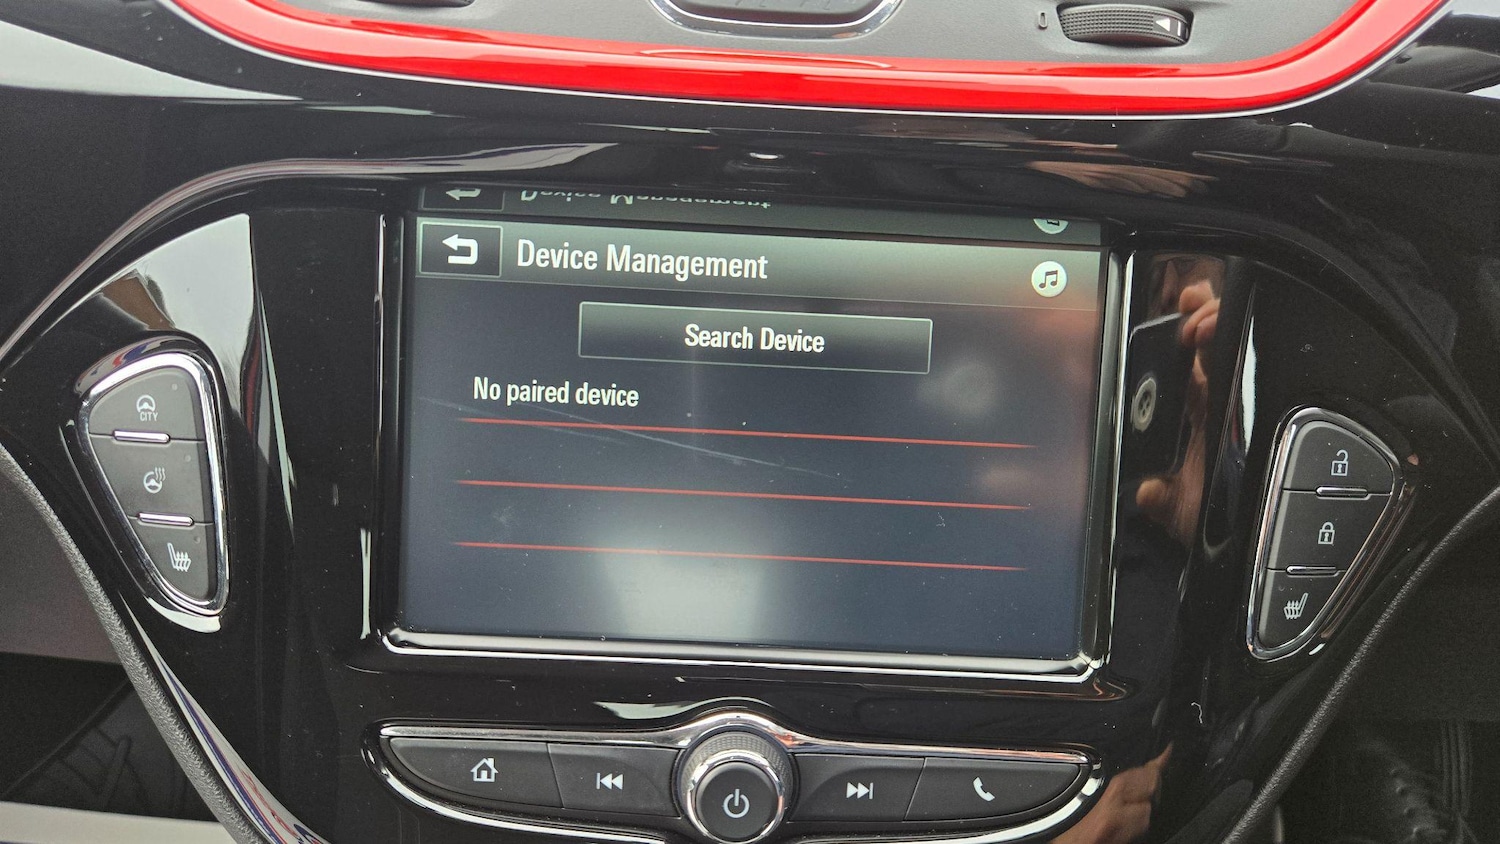 Device Management
Search Device
No paired device
CITY